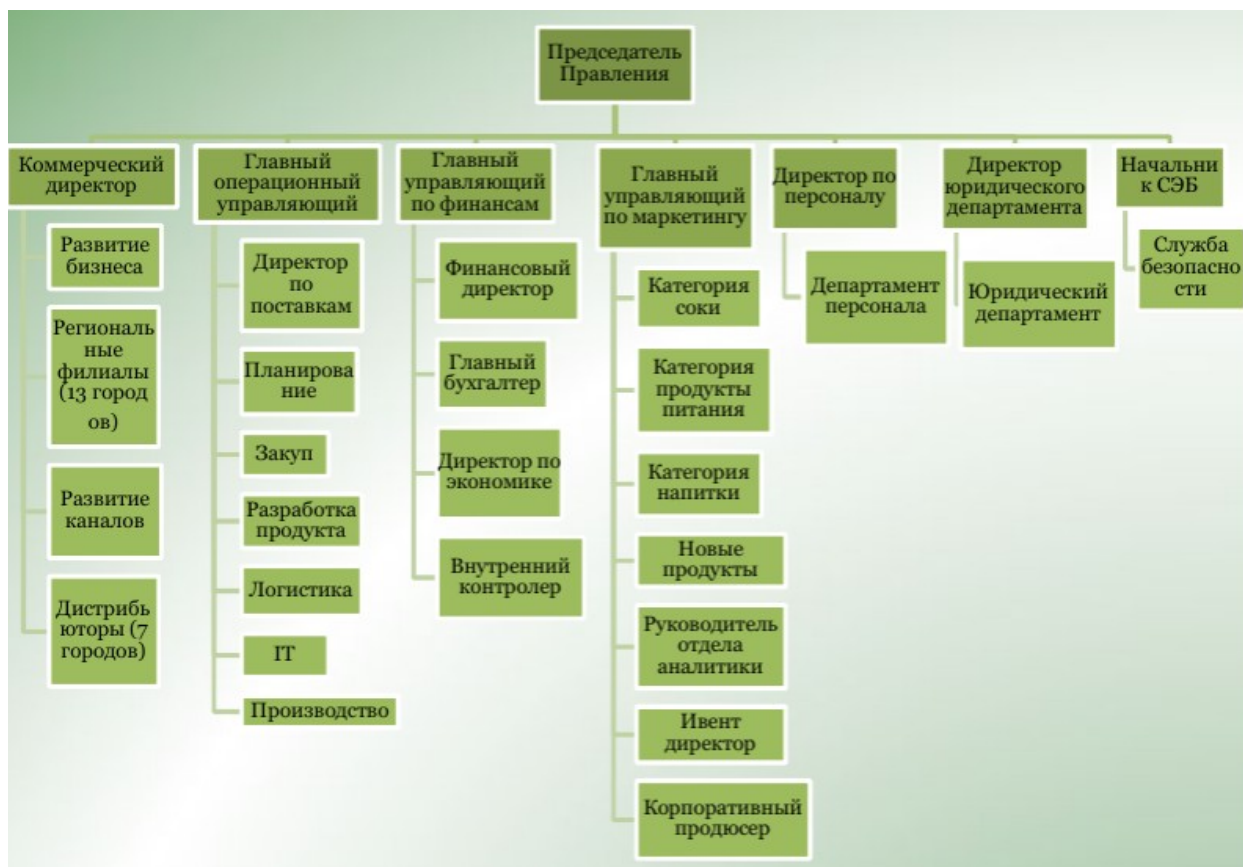 Председатель
Правления
Коммерческий
директор
Развитие
бизнеса
Региональ
ные
филиалы
(13 город
ов)
Развитие
каналов
Дистрибь
юторы (7
городов)
Главный
операционный
управляющий
Директор
по
поставкам
Планирова
ние
Закуп
Разработка
продукта
Логистика
IT
Производство
Главный
управляющий
по финансам
Финансовый
директор
Главный
бухгалтер
Директор по
экономике
Внутренний
контролер
Главный
управляющий
по маркетингу
Категория
соки
Категория
продукты
питания
Категория
напитки
Новые
продукты
Руководитель
отдела
аналитики
Ивент
директор
Корпоративный
продюсер
Директор по
персоналу
Департамент
персонала
Директор
юридического
департамента
Юридический
департамент
Начальни
к СЭБ
Служба
безопасно
сти